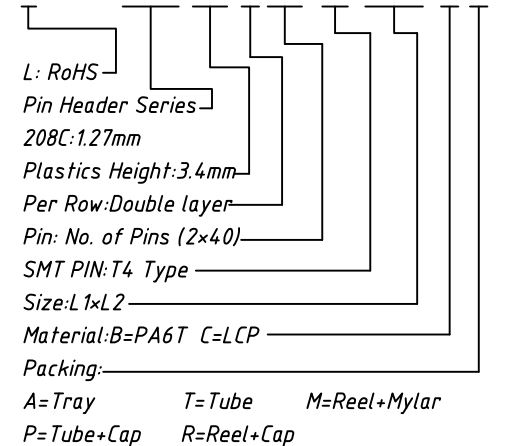 L: RoHS
Pin Header Series
208C:1.27mm
Plastics Height:3.4mm
Per Row:Double layer
Pin: No. of Pins (2×40)
SMT PIN:T4 Type
Size:L1×L2
Material:B=PA6T C=LCP
Packing:
A=Tray T=Tube M=Reel+Mylar
P=Tube+Cap R=Reel+Cap